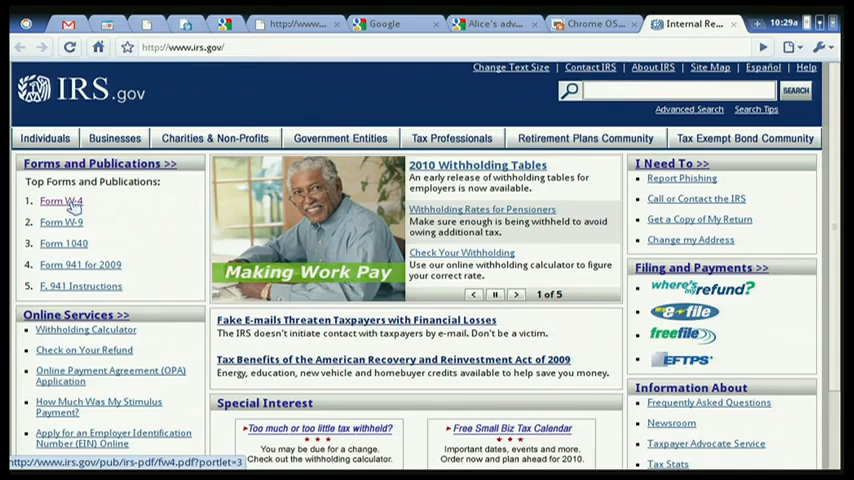 http://www...
Google
Alice's adv...
Chrome OS...
Internal Re...
10:29a
http://www.irs.gov/
Change Text Size
Contact IRS
About IRS
Site Map
Español
Help
IRS.gov
SEARCH
Advanced Search
Search Tips
Individuals
Businesses
Charities & Non-Profits
Government Entities
Tax Professionals
Retirement Plans Community
Tax Exempt Bond Community
Forms and Publications >>
Top Forms and Publications:
1. Form W-4
2. Form W-9
3. Form 1040
4. Form 941 for 2009
5. F. 941 Instructions
Online Services >>
Withholding Calculator
Check on Your Refund
Online Payment Agreement (OPA)
Application
How Much Was My Stimulus
Payment?
Apply for an Employer Identification
Number (EIN) Online
http://www.irs.gov/pub/irs-pdf/fw4.pdf?portlet=3
Making Work Pay
2010 Withholding Tables
An early release of withholding tables for
employers is now available.
Withholding Rates for Pensioners
Make sure enough is being withheld to avoid
owing additional tax.
Check Your Withholding
Use our online withholding calculator to figure
your correct rate.
1 of 5
Fake E-mails Threaten Taxpayers with Financial Losses
The IRS doesn't initiate contact with taxpayers by e-mail. Don't be a victim.
Tax Benefits of the American Recovery and Reinvestment Act of 2009
Energy, education, new vehicle and homebuyer credits available to help save you money.
Special Interest
Too much or too little tax withheld?
You may be due for a change.
Check out the withholding calculator.
Free Small Biz Tax Calendar
Important dates, events and more.
Order now and plan ahead for 2010.
I Need To >>
Report Phishing
Call or Contact the IRS
Get a Copy of My Return
Change my Address
Filing and Payments >>
where's my refund?
e-file
freefile
EFTPS
Information About
Frequently Asked Questions
Newsroom
Taxpayer Advocate Service
Tax Stats